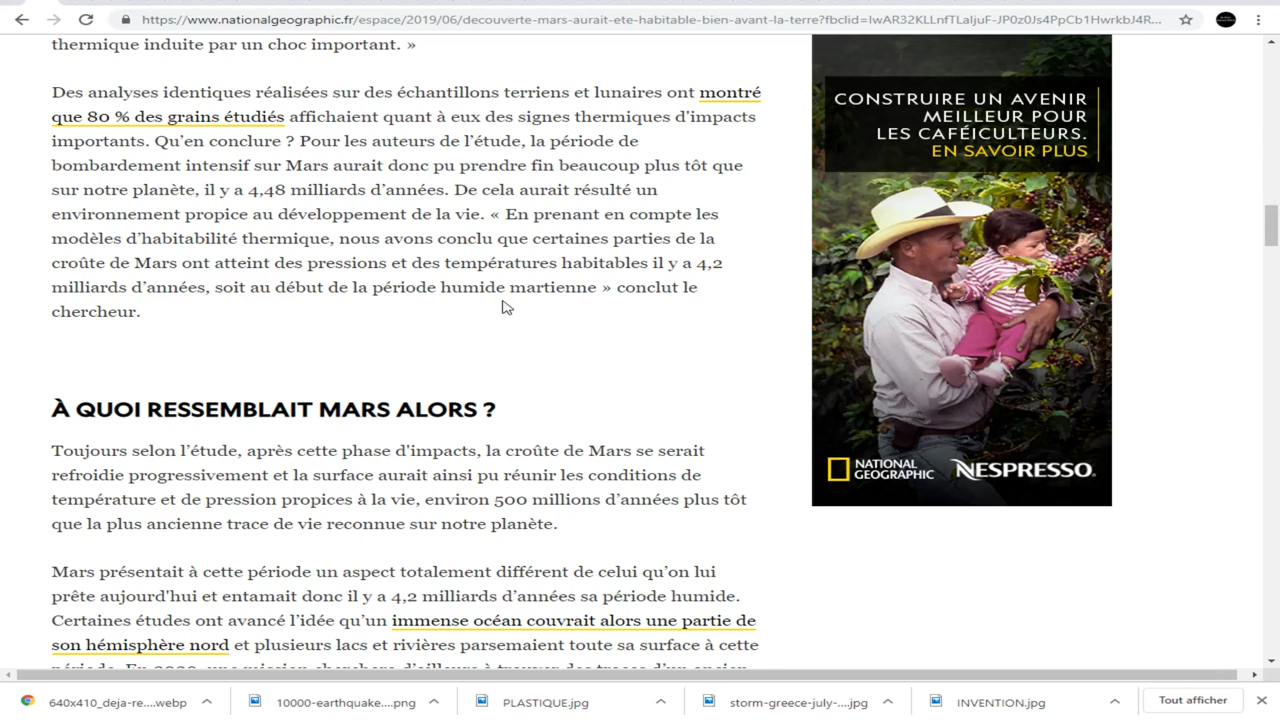 https://www.nationalgeographic.fr/espace/2019/06/decouverte-mars-aurait-ete-habitable-bien-avant-la-terre?fbclid=IwAR32KLLnfTLaljuF-JP0z0Js4PpCb1HwrkbJ4R...
thermique induite par un choc important. »
Des analyses identiques réalisées sur des échantillons terriens et lunaires ont montré
que 80 % des grains étudiés affichaient quant à eux des signes thermiques d'impacts
importants. Qu'en conclure ? Pour les auteurs de l'étude, la période de
bombardement intensif sur Mars aurait donc pu prendre fin beaucoup plus tôt que
sur notre planète, il y a 4,48 milliards d’années. De cela aurait résulté un
environnement propice au développement de la vie. « En prenant en compte les
modèles d’habitabilité thermique, nous avons conclu que certaines parties de la
croûte de Mars ont atteint des pressions et des températures habitables il y a 4,2
milliards d’années, soit au début de la période humide martienne » conclut le
chercheur.
À QUOI RESSEMBLAIT MARS ALORS ?
Toujours selon l’étude, après cette phase d'impacts, la croûte de Mars se serait
refroidie progressivement et la surface aurait ainsi pu réunir les conditions de
température et de pression propices à la vie, environ 500 millions d’années plus tôt
que la plus ancienne trace de vie reconnue sur notre planète.
Mars présentait à cette période un aspect totalement différent de celui qu’on lui
prête aujourd'hui et entamait donc il y a 4,2 milliards d’années sa période humide.
Certaines études ont avancé l’idée qu’un immense océan couvrait alors une partie de
son hémisphère nord et plusieurs lacs et rivières parsemaient toute sa surface à cette
CONSTRUIRE UN AVENIR
MEILLEUR POUR
LES CAFÉICULTEURS.
EN SAVOIR PLUS
NATIONAL
GEOGRAPHIC
NESPRESSO.
640x410_deja-re....webp
10000-earthquake....png
PLASTIQUE.jpg
storm-greece-july-....jpg
INVENTION.jpg
Tout afficher